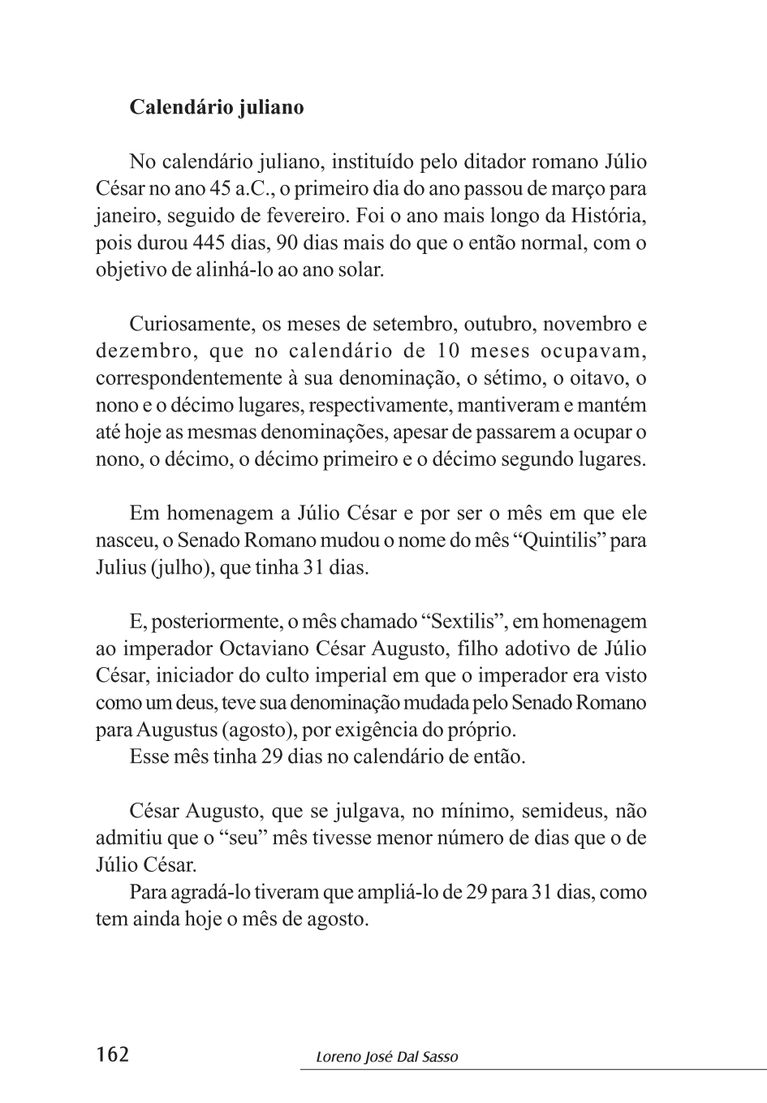 Calendário juliano
No calendário juliano, instituído pelo ditador romano Júlio
César no ano 45 a.C., o primeiro dia do ano passou de março para
janeiro, seguido de fevereiro. Foi o ano mais longo da História,
pois durou 445 dias, 90 dias mais do que o então normal, com o
objetivo de alinhá-lo ao ano solar.
Curiosamente, os meses de setembro, outubro, novembro e
dezembro, que no calendário de 10 meses ocupavam,
correspondentemente à sua denominação, o sétimo, o oitavo, o
nono e o décimo lugares, respectivamente, mantiveram e mantém
até hoje as mesmas denominações, apesar de passarem a ocupar o
nono, o décimo, o décimo primeiro e o décimo segundo lugares.
Em homenagem a Júlio César e por ser o mês em que ele
nasceu, o Senado Romano mudou o nome do mês “Quintilis” para
Julius (julho), que tinha 31 dias.
E, posteriormente, o mês chamado “Sextilis”, em homenagem
ao imperador Octaviano César Augusto, filho adotivo de Júlio
César, iniciador do culto imperial em que o imperador era visto
como um deus, teve sua denominação mudada pelo Senado Romano
para Augustus (agosto), por exigência do próprio.
Esse mês tinha 29 dias no calendário de então.
César Augusto, que se julgava, no mínimo, semideus, não
admitiu que o “seu” mês tivesse menor número de dias que o de
Júlio César.
Para agradá-lo tiveram que ampliá-lo de 29 para 31 dias, como
tem ainda hoje o mês de agosto.
162
Loreno José Dal Sasso